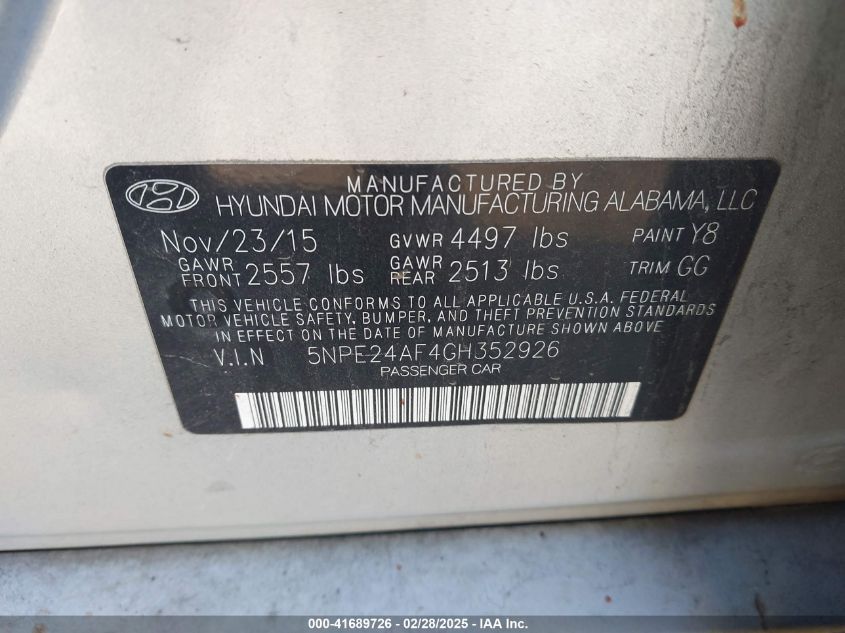 MANUFACTURED BY
HYUNDAI MOTOR MANUFACTURING ALABAMA, LLC
Nov/23/15 GVWR 4497 lbs PAINT Y8
GAWR FRONT 2557 lbs GAWR REAR 2513 lbs TRIM GG
THIS VEHICLE CONFORMS TO ALL APPLICABLE U.S.A. FEDERAL
MOTOR VEHICLE SAFETY, BUMPER, AND THEFT PREVENTION STANDARDS
IN EFFECT ON THE DATE OF MANUFACTURE SHOWN ABOVE
V.I.N 5NPE24AF4GH352926
PASSENGER CAR
000-41689726 - 02/28/2025 - IAA Inc.